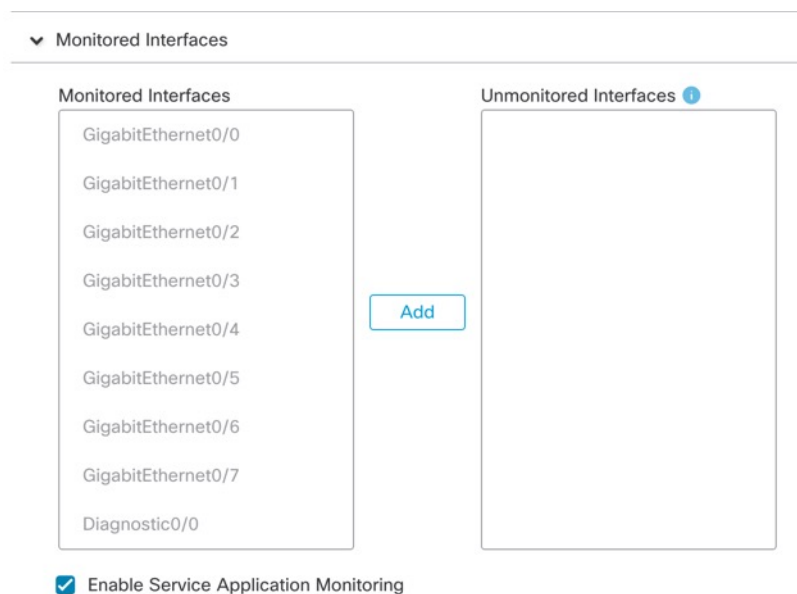 Monitored Interfaces
Monitored Interfaces
Unmonitored Interfaces
GigabitEthernet0/0
GigabitEthernet0/1
GigabitEthernet0/2
GigabitEthernet0/3
GigabitEthernet0/4
GigabitEthernet0/5
GigabitEthernet0/6
GigabitEthernet0/7
Diagnostic0/0
Add
Enable Service Application Monitoring